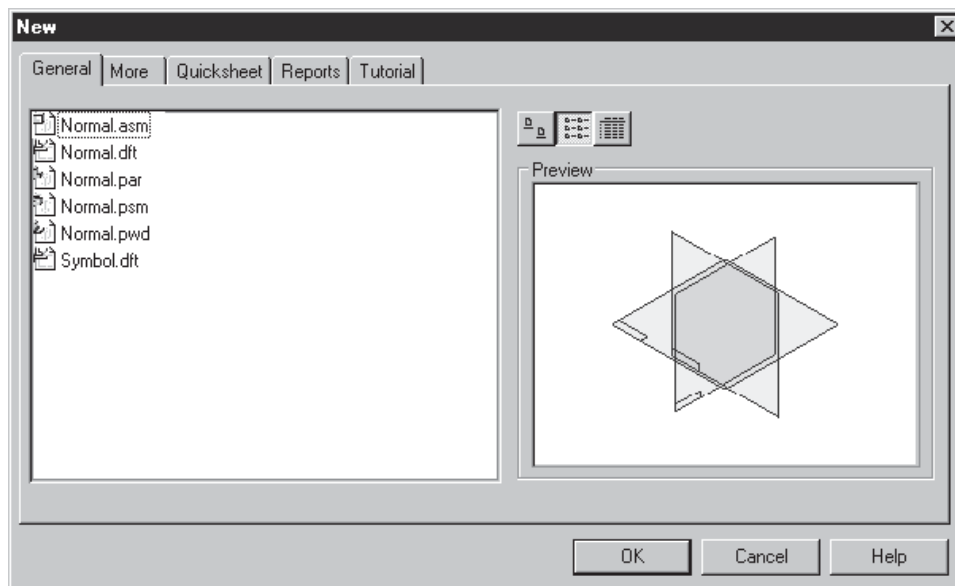 New
General More Quicksheet Reports Tutorial
Normal.asm
Normal.dft
Normal.par
Normal.psm
Normal.pwd
Symbol.dft
Preview
OK Cancel Help